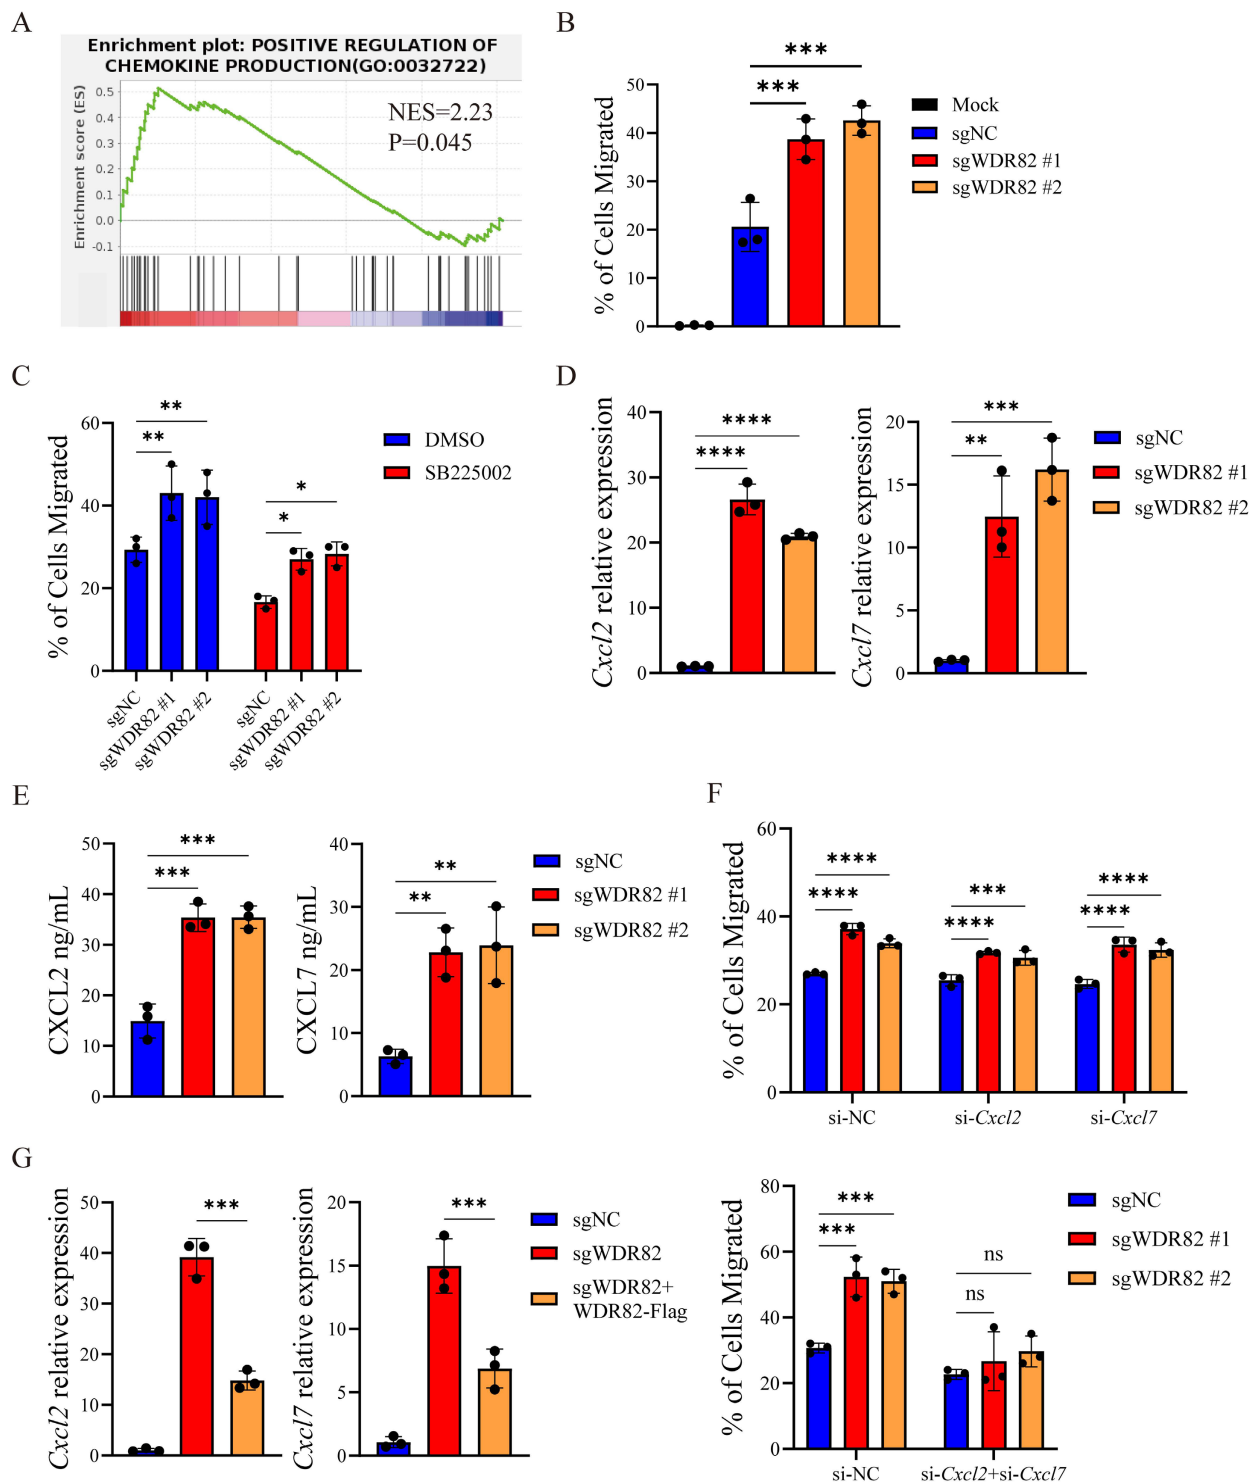 A
Enrichment plot: POSITIVE REGULATION OF
CHEMOKINE PRODUCTION(GO:0032722)
Enrichment score (ES)
0.5
0.4
0.3
0.2
0.1
0.0
-0.1
NES=2.23
P=0.045
B
% of Cells Migrated
50
40
30
20
10
0
***
***
Mock
sgNC
sgWDR82 #1
sgWDR82 #2
C
% of Cells Migrated
60
40
20
0
**
**
*
*
DMSO
SB225002
sgNC
sgWDR82 #1
sgWDR82 #2
sgNC
sgWDR82 #1
sgWDR82 #2
D
Cxcl2 relative expression
40
30
20
10
0
****
****
Cxcl7 relative expression
20
15
10
5
0
***
**
sgNC
sgWDR82 #1
sgWDR82 #2
E
CXCL2 ng/mL
50
40
30
20
10
0
***
***
CXCL7 ng/mL
40
30
20
10
0
**
**
sgNC
sgWDR82 #1
sgWDR82 #2
F
% of Cells Migrated
60
40
20
0
****
****
***
****
****
****
si-NC
si-Cxcl2
si-Cxcl7
% of Cells Migrated
80
60
40
20
0
***
***
ns
ns
si-NC
si-Cxcl2+si-Cxcl7
sgNC
sgWDR82 #1
sgWDR82 #2
G
Cxcl2 relative expression
50
40
30
20
10
0
***
Cxcl7 relative expression
20
15
10
5
0
***
sgNC
sgWDR82
sgWDR82+
WDR82-Flag